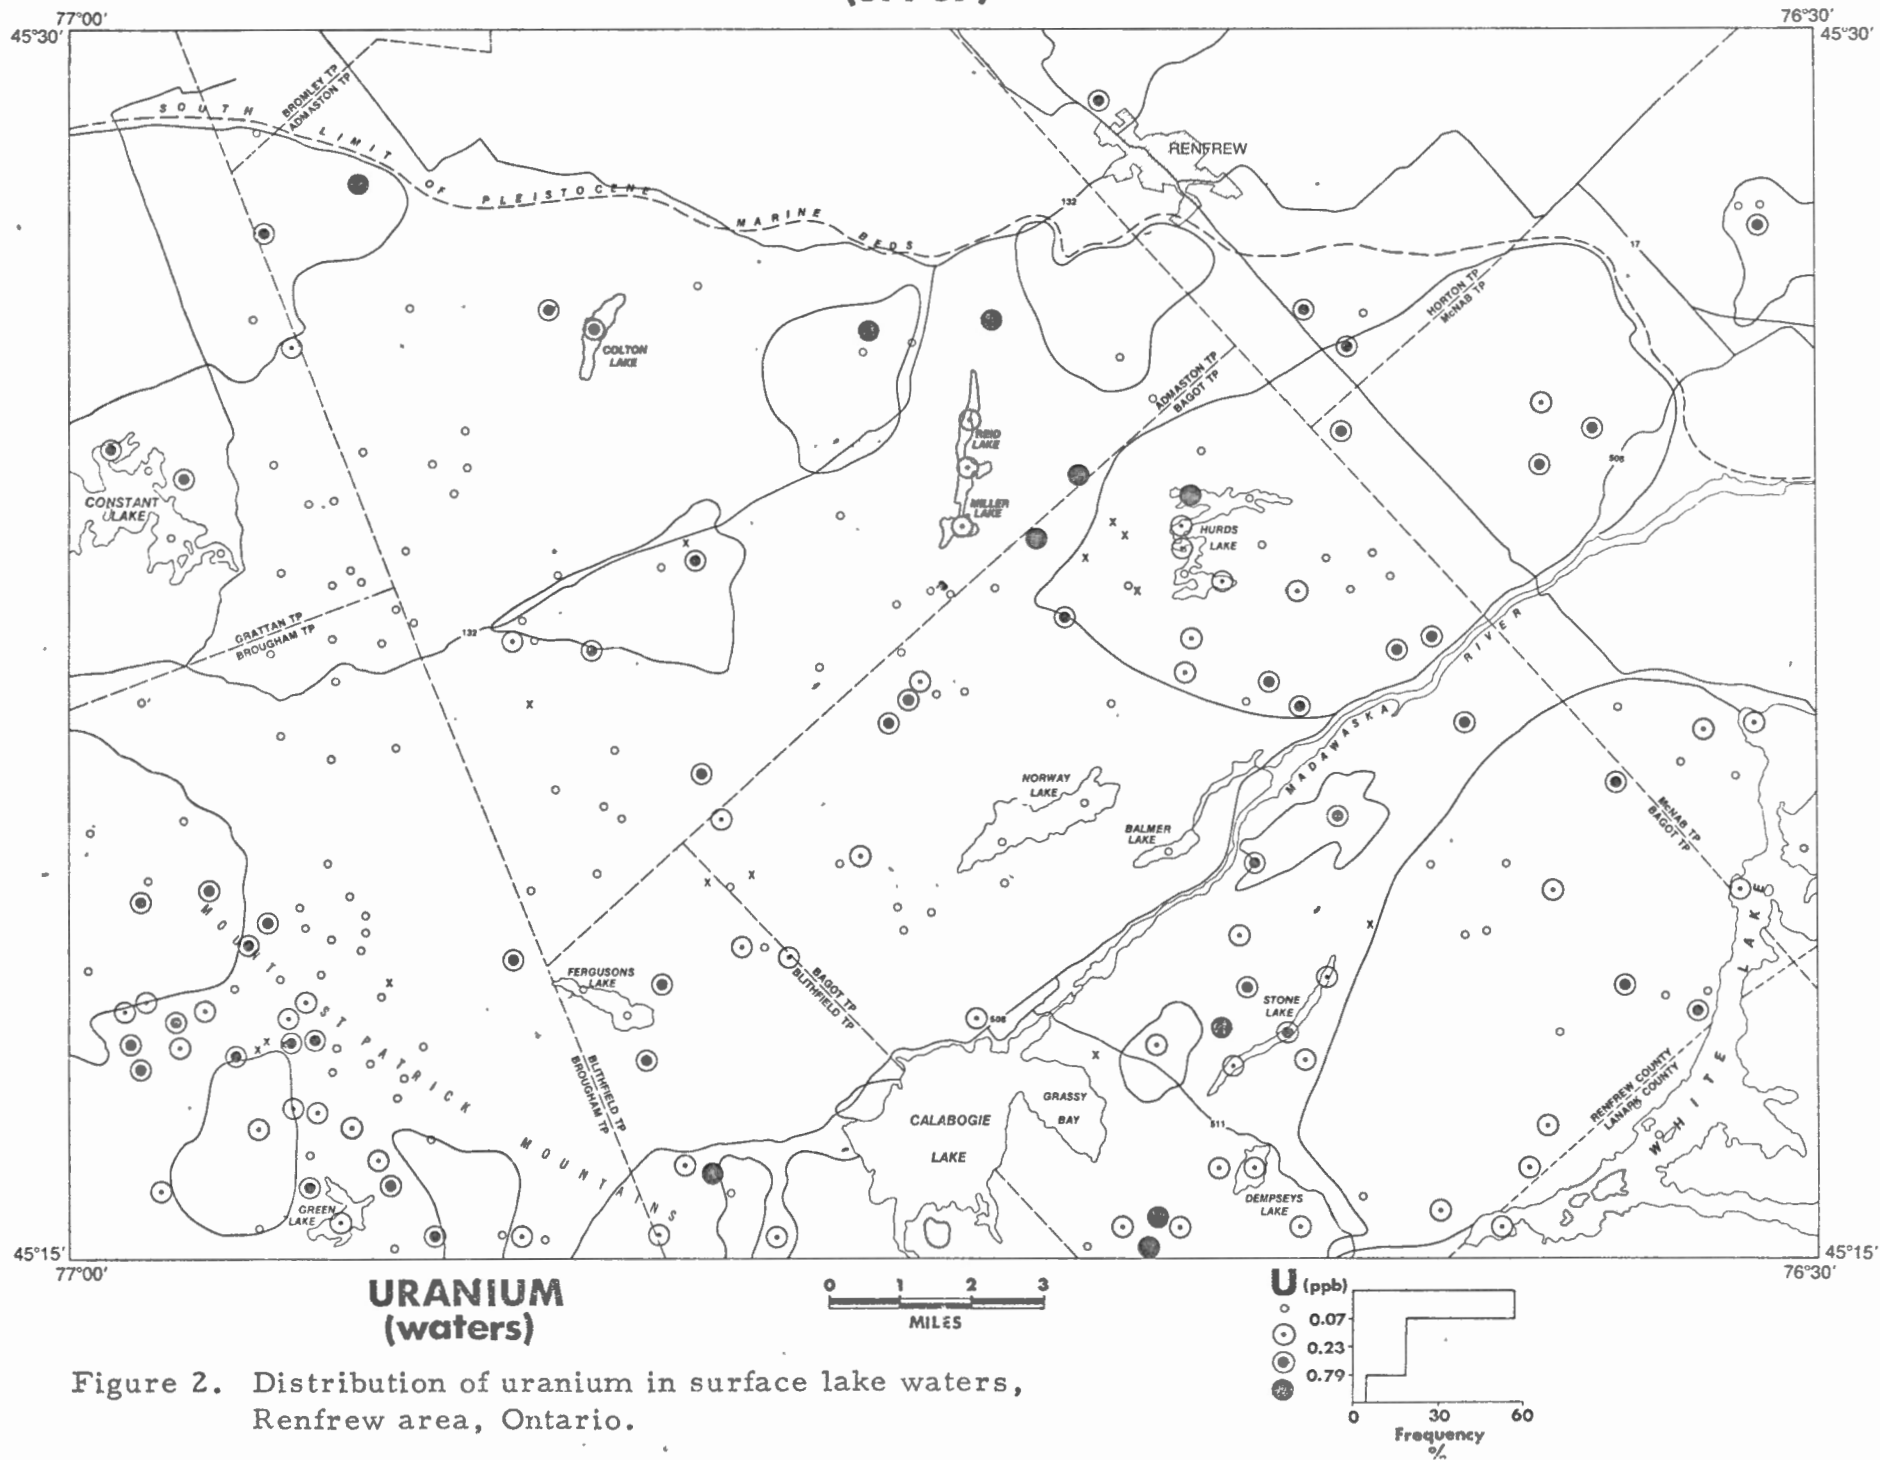 77°00'
76°30'
45°30'
45°30'
BROMLEY TP
ADMASTON TP
SOUTH LIMIT OF PLEISTOCENE MARINE BEDS
RENFREW
132
17
HORTON TP
McNAB TP
COLTON
LAKE
ADMASTON TP
BAGOT TP
REID
LAKE
508
CONSTANT
LAKE
MILLER
LAKE
HURDS
LAKE
GRATTAN TP
BROUGHAM TP
132
MADAWASKA RIVER
NORWAY
LAKE
BALMER
LAKE
McNAB TP
BAGOT TP
MOUNT ST PATRICK MOUNTAINS
FERGUSONS
LAKE
BAGOT TP
BLITHFIELD TP
508
STONE
LAKE
WHITE LAKE
BLITHFIELD TP
BROUGHAM TP
CALABOGIE
LAKE
GRASSY
BAY
511
RENFREW COUNTY
LANARK COUNTY
GREEN
LAKE
DEMPSEYS
LAKE
45°15'
45°15'
77°00'
76°30'
URANIUM
(waters)
0 1 2 3
MILES
U (ppb)
0.07
0.23
0.79
0 30 60
Frequency
%
Figure 2. Distribution of uranium in surface lake waters,
Renfrew area, Ontario.